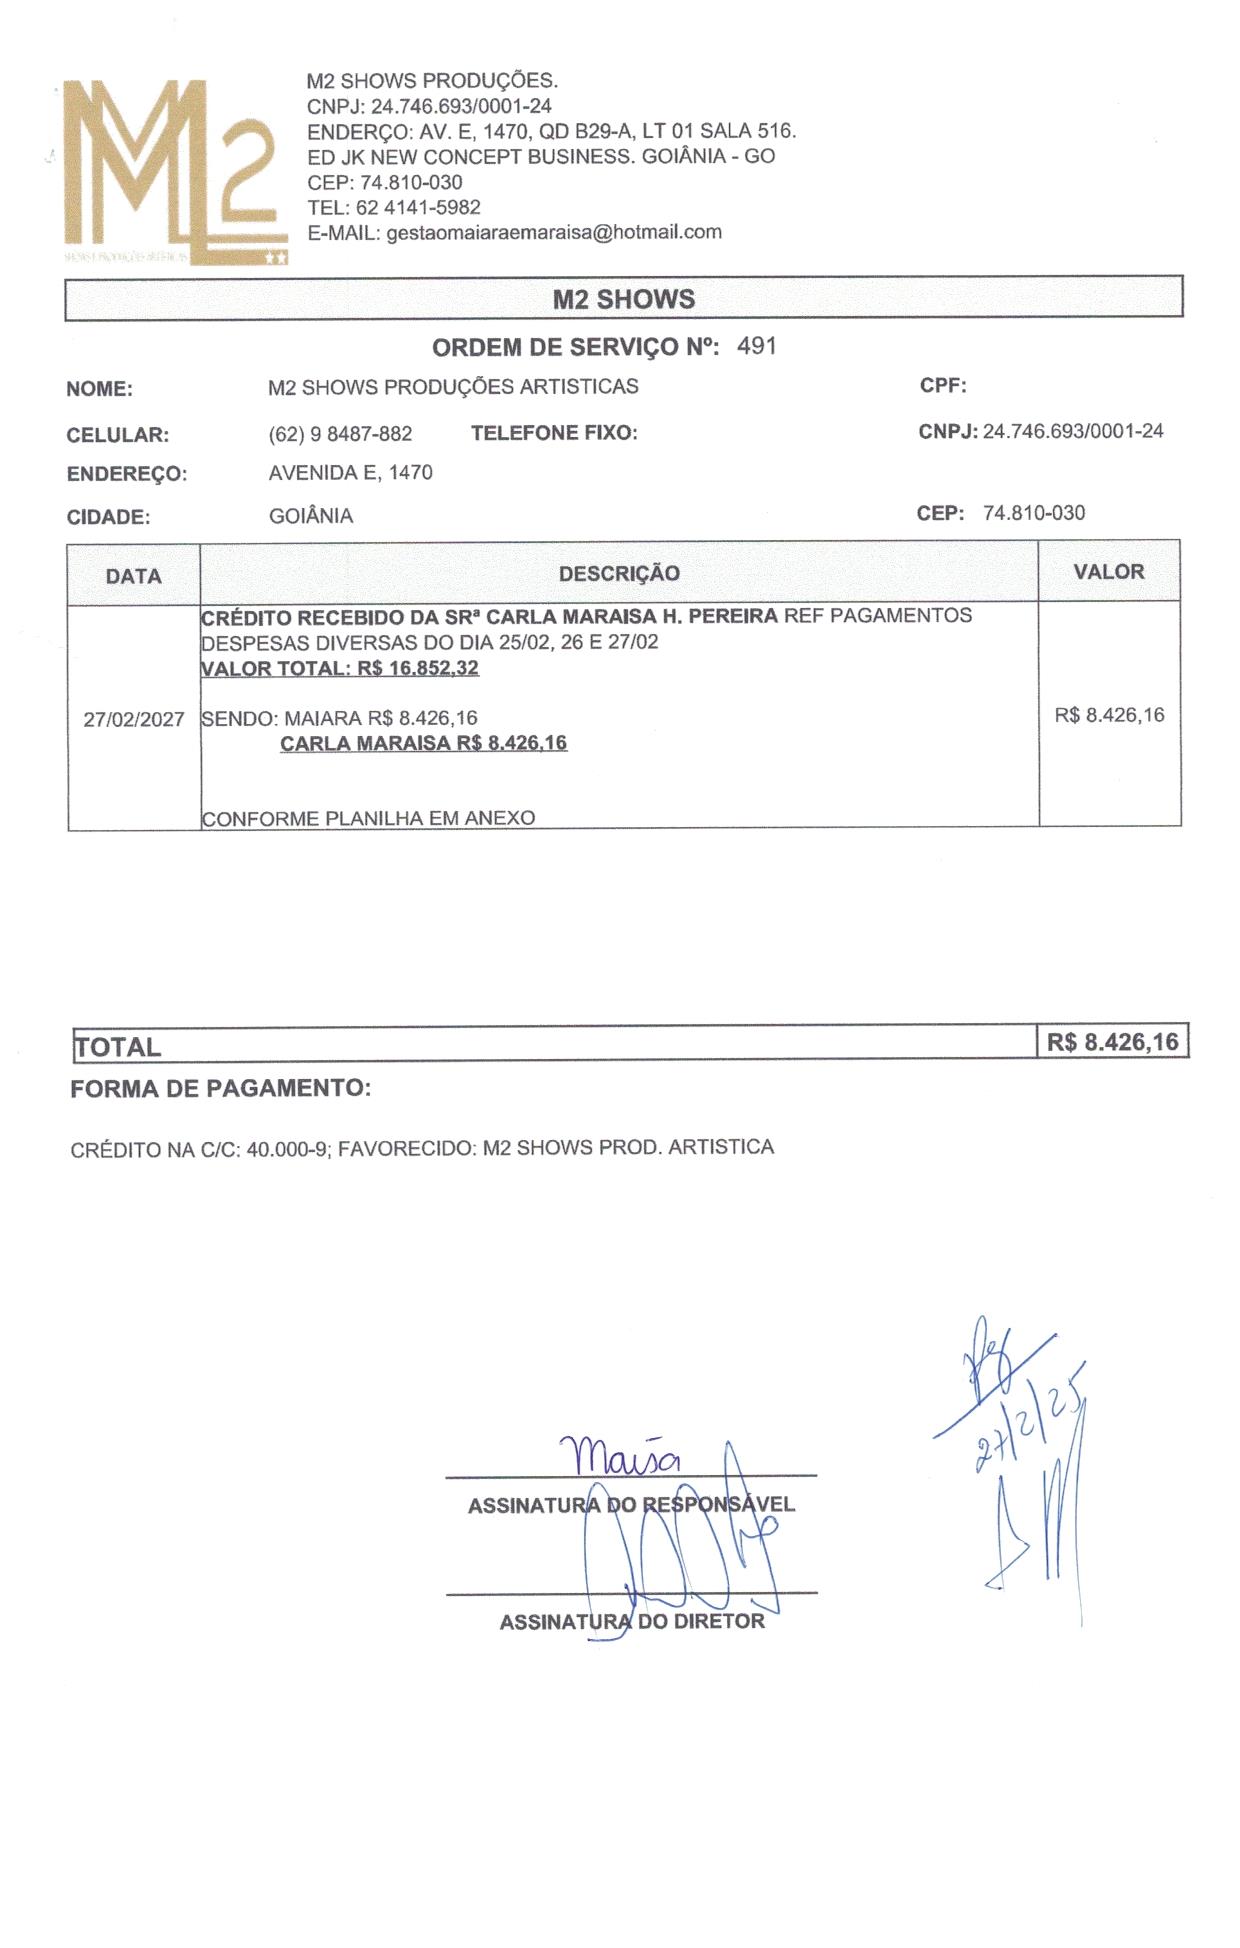 M2 SHOWS PRODUÇÕES.
CNPJ: 24.746.693/0001-24
ENDERÇO: AV. E, 1470, QD B29-A, LT 01 SALA 516.
ED JK NEW CONCEPT BUSINESS. GOIÂNIA - GO
CEP: 74.810-030
TEL: 62 4141-5982
E-MAIL: gestaomaiaraemaraisa@hotmail.com
M2
SHOWS E PRODUÇÕES ARTÍSTICAS
M2 SHOWS
ORDEM DE SERVIÇO Nº: 491
NOME: M2 SHOWS PRODUÇÕES ARTISTICAS CPF:
CELULAR: (62) 9 8487-882 TELEFONE FIXO: CNPJ: 24.746.693/0001-24
ENDEREÇO: AVENIDA E, 1470
CIDADE: GOIÂNIA CEP: 74.810-030
DATA DESCRIÇÃO VALOR
CRÉDITO RECEBIDO DA SRª CARLA MARAISA H. PEREIRA REF PAGAMENTOS
DESPESAS DIVERSAS DO DIA 25/02, 26 E 27/02
VALOR TOTAL: R$ 16.852,32
27/02/2027 SENDO: MAIARA R$ 8.426,16 R$ 8.426,16
CARLA MARAISA R$ 8.426,16
CONFORME PLANILHA EM ANEXO
TOTAL R$ 8.426,16
FORMA DE PAGAMENTO:
CRÉDITO NA C/C: 40.000-9; FAVORECIDO: M2 SHOWS PROD. ARTISTICA
27/2/25
Maisa
ASSINATURA DO RESPONSÁVEL
ASSINATURA DO DIRETOR